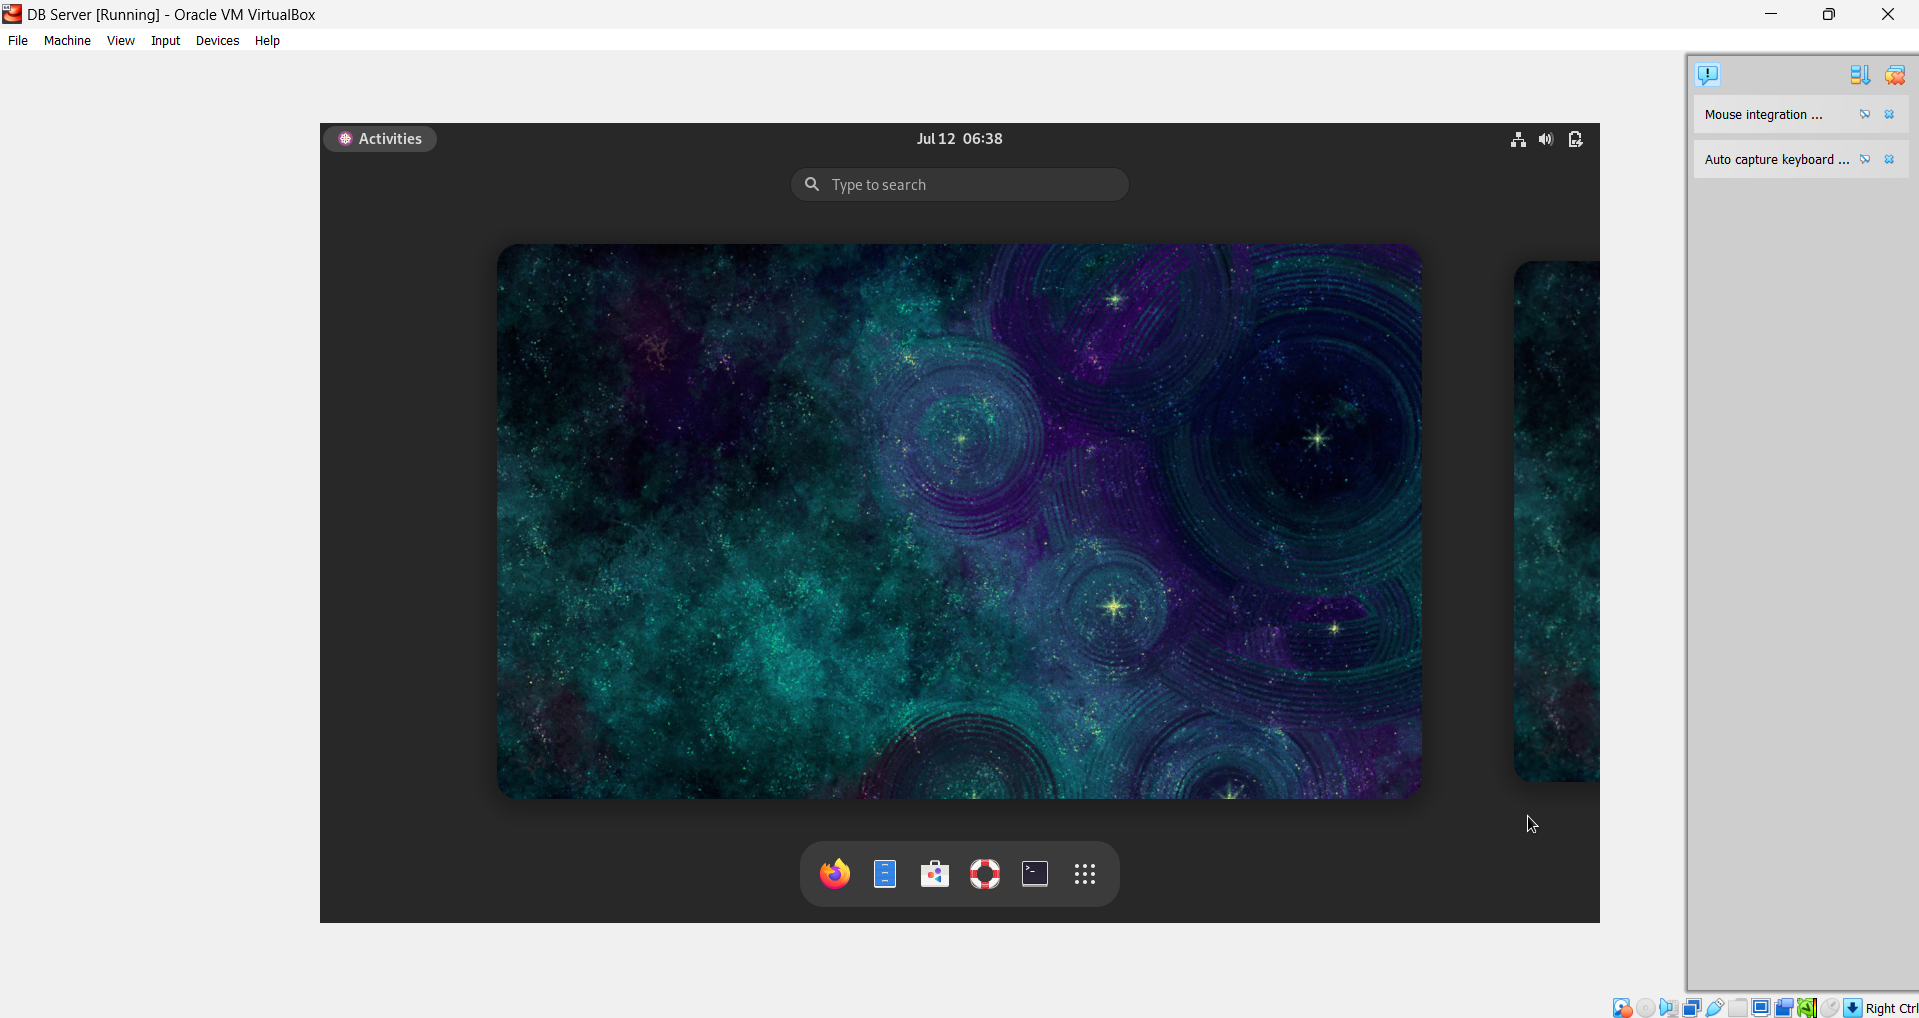 DB Server [Running] - Oracle VM VirtualBox
File Machine View Input Devices Help
Mouse integration ...
Auto capture keyboard ...
Activities
Jul 12 06:38
Type to search
Right Ctrl